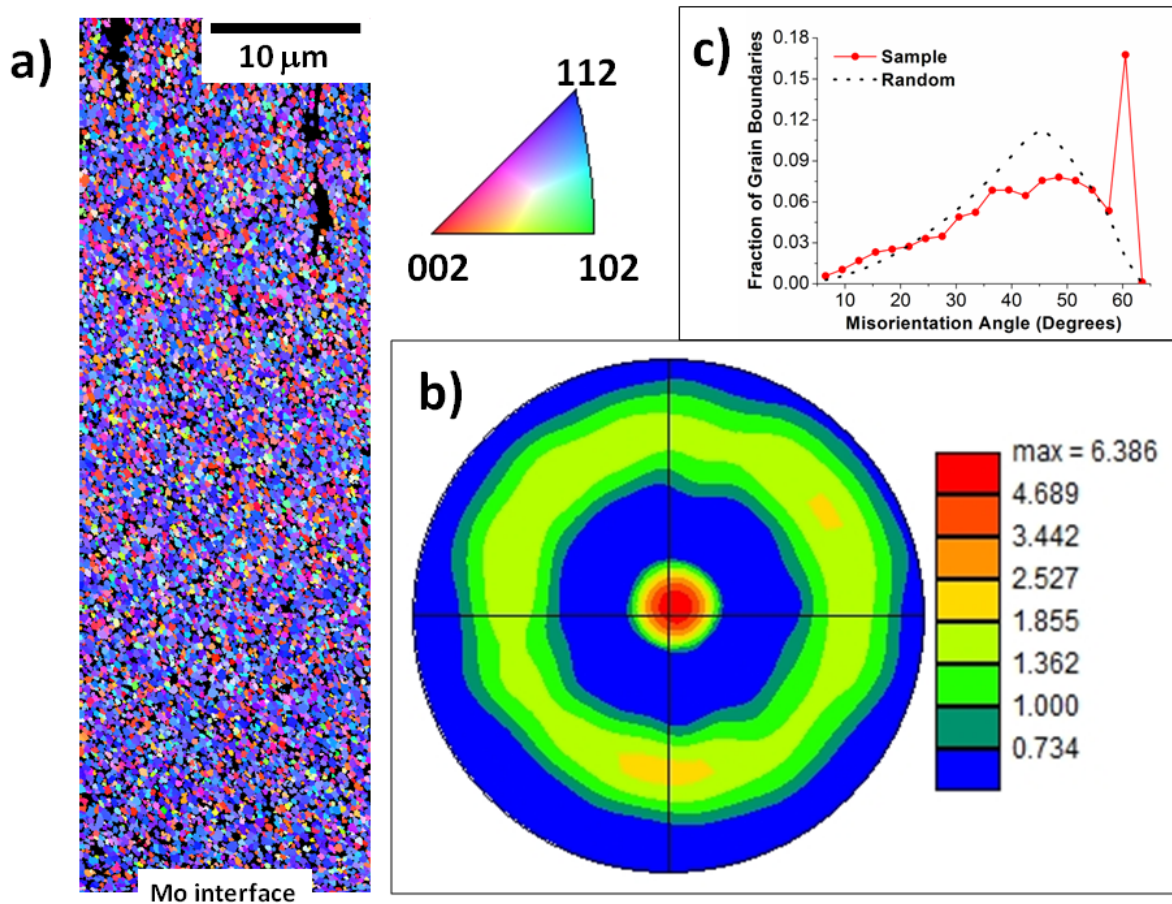 a)
10 μm
112
002
102
Mo interface
c)
0.18
0.15
0.12
0.09
0.06
0.03
0.00
Fraction of Grain Boundaries
Sample
Random
10 20 30 40 50 60
Misorientation Angle (Degrees)
b)
max = 6.386
4.689
3.442
2.527
1.855
1.362
1.000
0.734